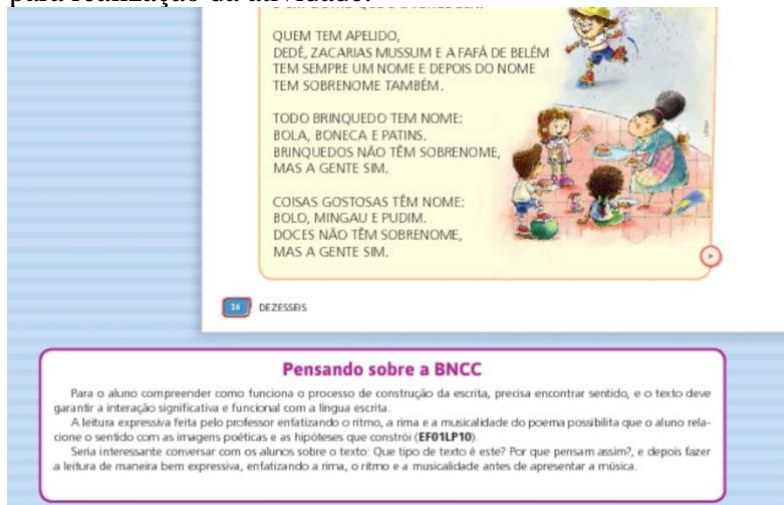 para realização da atividade.
QUEM TEM APELIDO,
DEDÉ, ZACARIAS MUSSUM E A FAFÁ DE BELÉM
TEM SEMPRE UM NOME E DEPOIS DO NOME
TEM SOBRENOME TAMBÉM.
TODO BRINQUEDO TEM NOME:
BOLA, BONECA E PATINS.
BRINQUEDOS NÃO TÊM SOBRENOME,
MAS A GENTE SIM.
COISAS GOSTOSAS TÊM NOME:
BOLO, MINGAU E PUDIM.
DOCES NÃO TÊM SOBRENOME,
MAS A GENTE SIM.
16 DEZESSEIS
Pensando sobre a BNCC
Para o aluno compreender como funciona o processo de construção da escrita, precisa encontrar sentido, e o texto deve
garantir a interação significativa e funcional com a língua escrita.
A leitura expressiva feita pelo professor enfatizando o ritmo, a rima e a musicalidade do poema possibilita que o aluno rela-
cione o sentido com as imagens poéticas e as hipóteses que constrói (EF01LP10).
Seria interessante conversar com os alunos sobre o texto: Que tipo de texto é este? Por que pensam assim?, e depois fazer
a leitura de maneira bem expressiva, enfatizando a rima, o ritmo e a musicalidade antes de apresentar a música.